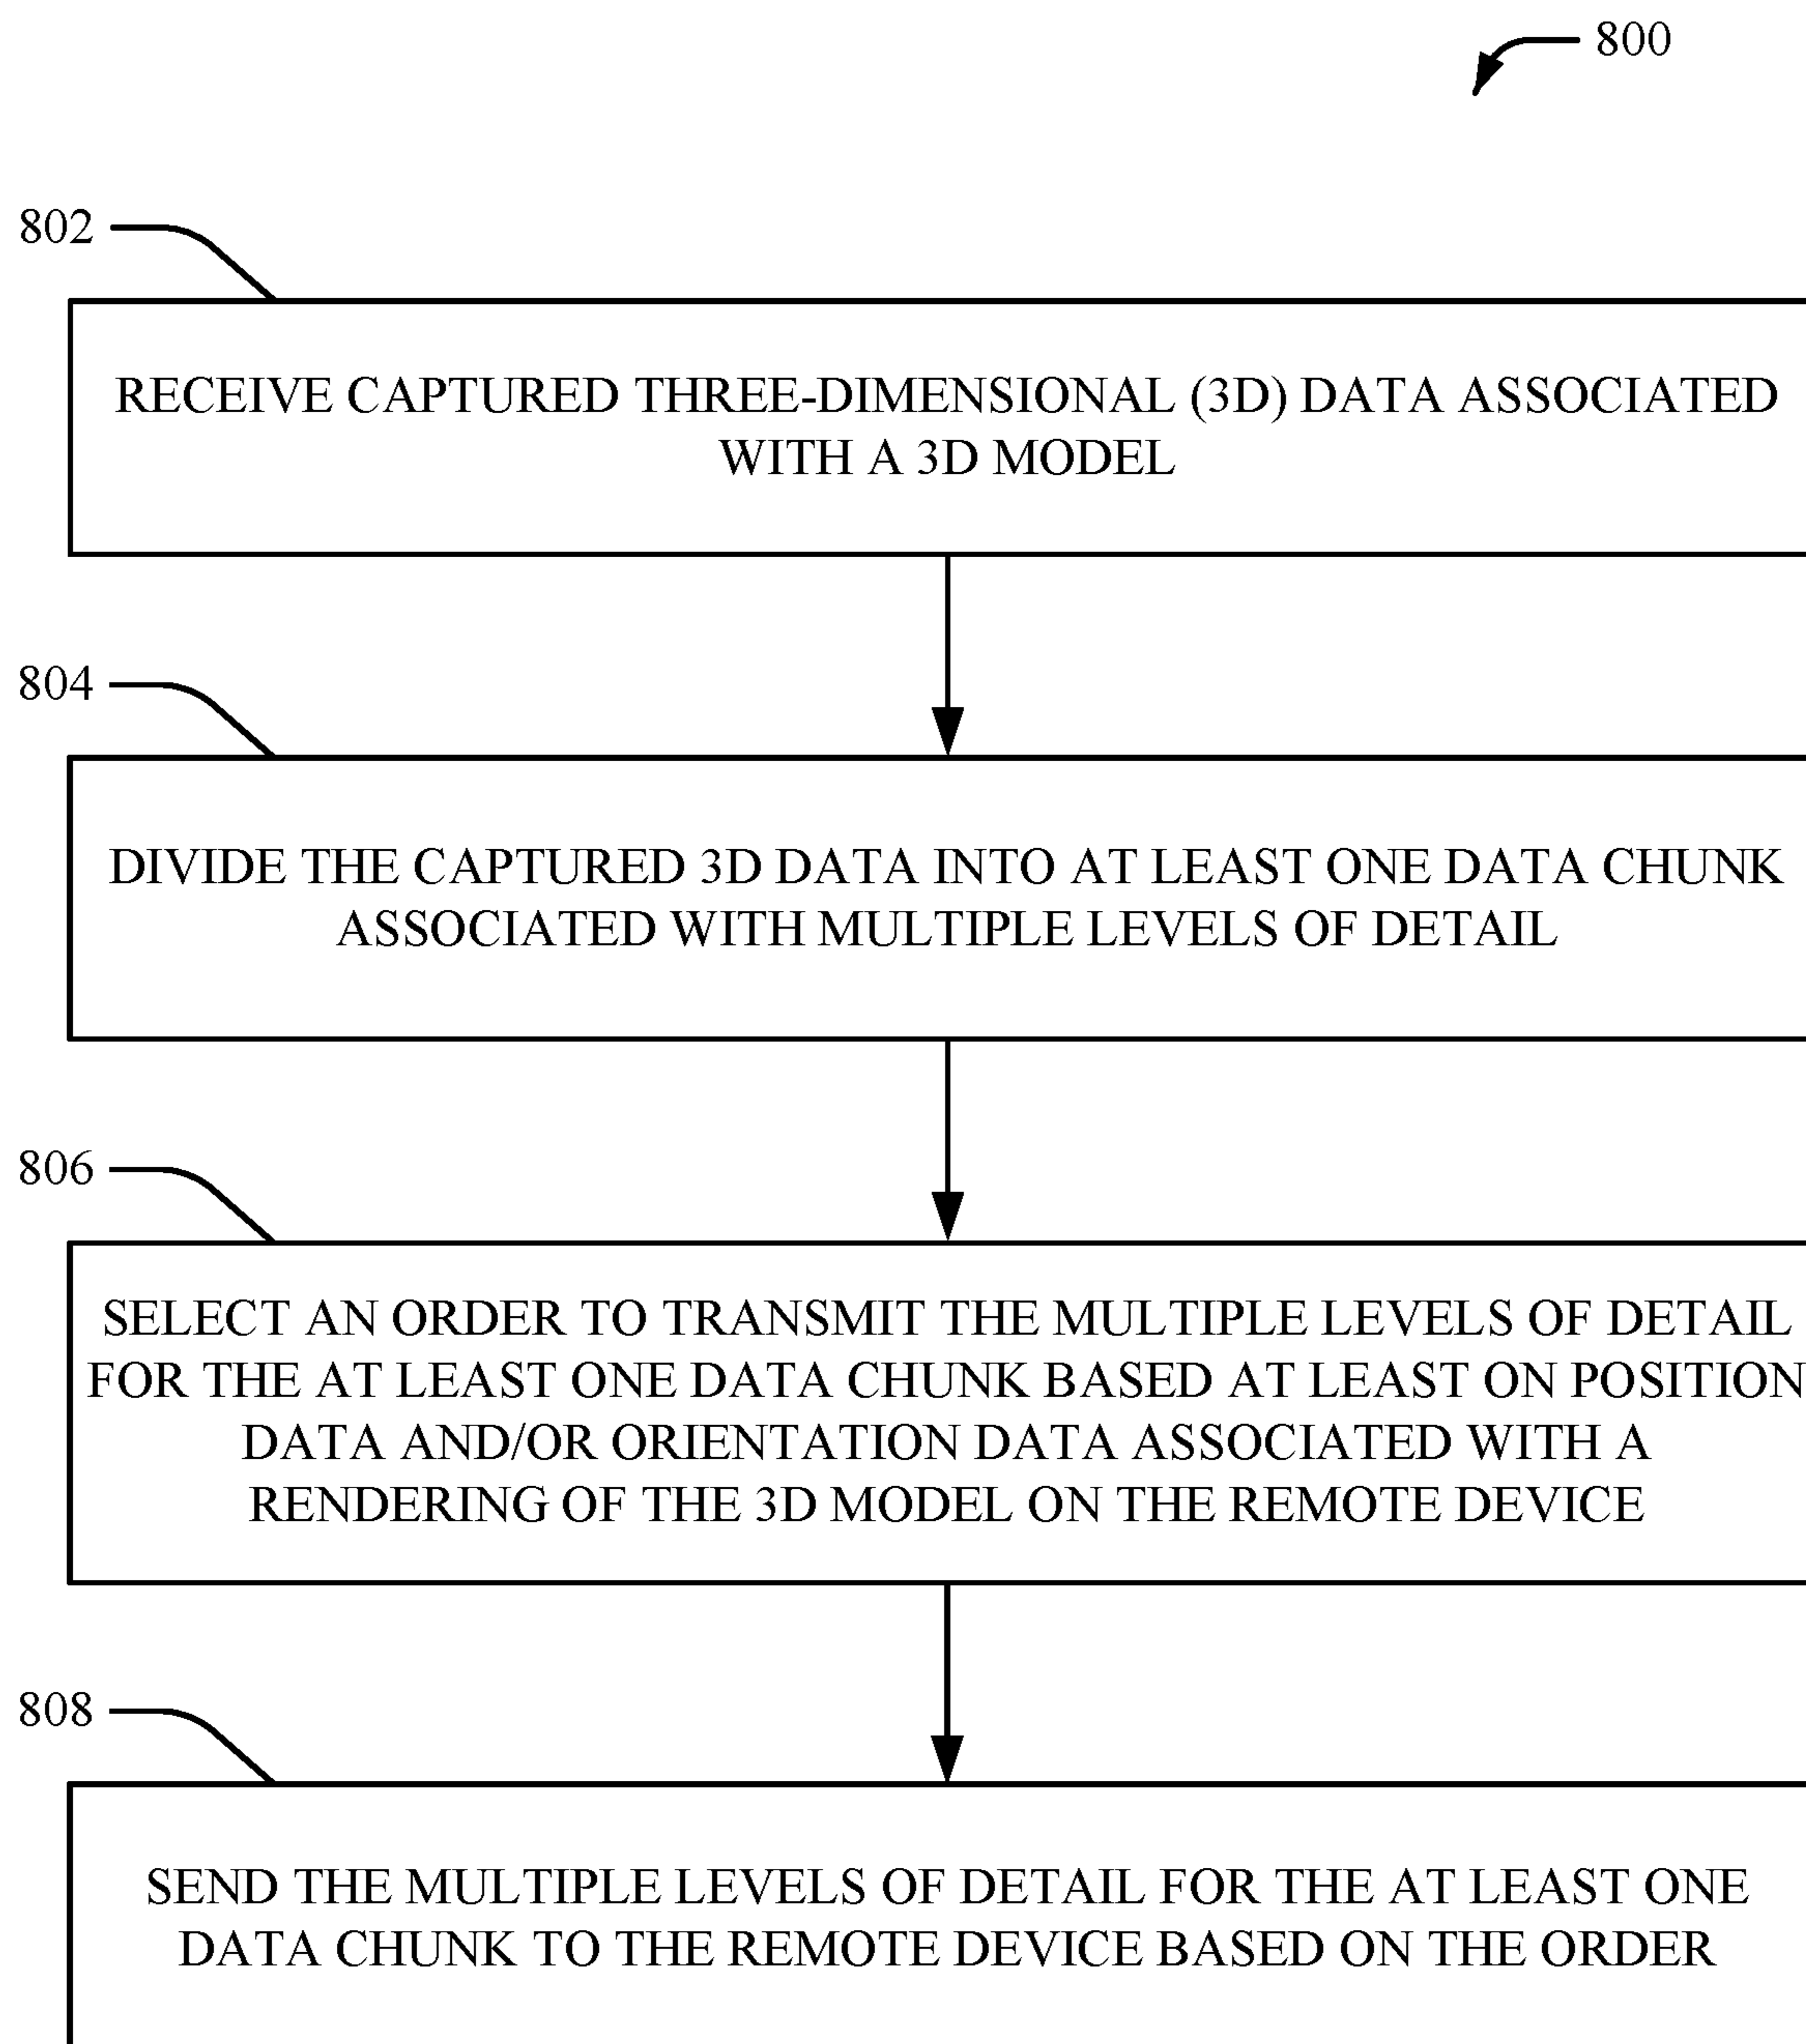 800
802
RECEIVE CAPTURED THREE-DIMENSIONAL (3D) DATA ASSOCIATED
WITH A 3D MODEL
804
DIVIDE THE CAPTURED 3D DATA INTO AT LEAST ONE DATA CHUNK
ASSOCIATED WITH MULTIPLE LEVELS OF DETAIL
806
SELECT AN ORDER TO TRANSMIT THE MULTIPLE LEVELS OF DETAIL
FOR THE AT LEAST ONE DATA CHUNK BASED AT LEAST ON POSITION
DATA AND/OR ORIENTATION DATA ASSOCIATED WITH A
RENDERING OF THE 3D MODEL ON THE REMOTE DEVICE
808
SEND THE MULTIPLE LEVELS OF DETAIL FOR THE AT LEAST ONE
DATA CHUNK TO THE REMOTE DEVICE BASED ON THE ORDER